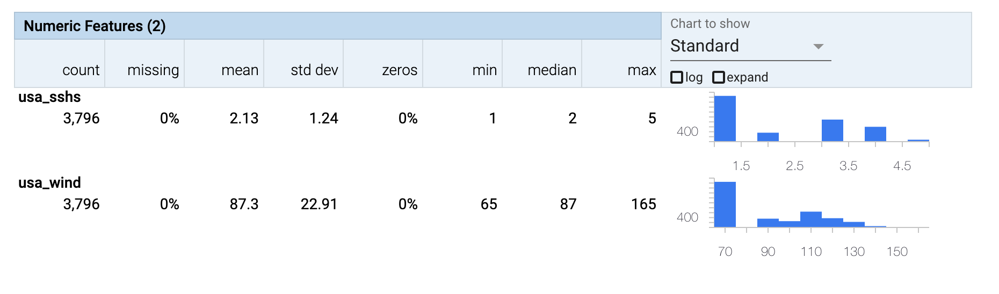 Numeric Features (2)
Chart to show
Standard
count missing mean std dev zeros min median max
log expand
usa_sshs
3,796 0% 2.13 1.24 0% 1 2 5
400
1.5 2.5 3.5 4.5
usa_wind
3,796 0% 87.3 22.91 0% 65 87 165
400
70 90 110 130 150